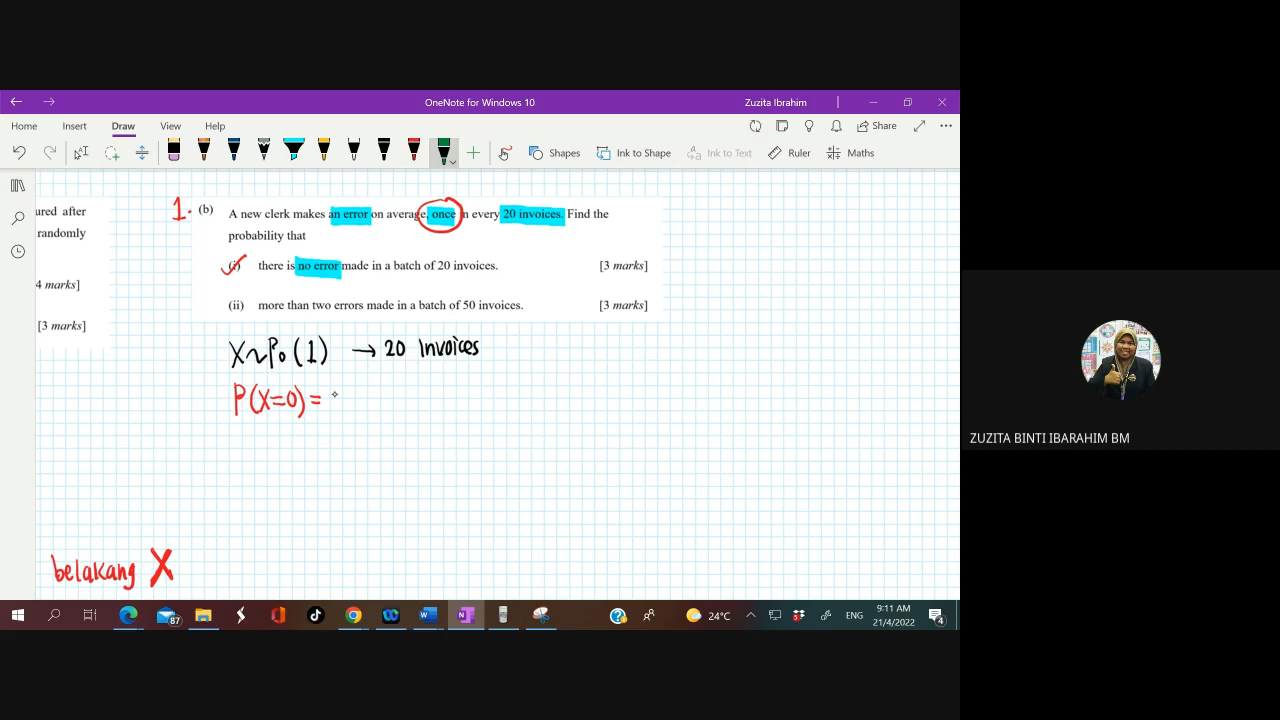 OneNote for Windows 10
Zuzita Ibrahim
Home Insert Draw View Help
Share
Shapes Ink to Shape Ink to Text Ruler Maths
ured after
randomly
4 marks]
[3 marks]
1. (b) A new clerk makes an error on average, once in every 20 invoices. Find the
probability that
(i) there is no error made in a batch of 20 invoices. [3 marks]
(ii) more than two errors made in a batch of 50 invoices. [3 marks]
X~Po(1) → 20 Invoices
P(X=0) =
belakang X
ZUZITA BINTI IBARAHIM BM
87
24°C
5
ENG
9:11 AM
21/4/2022
4